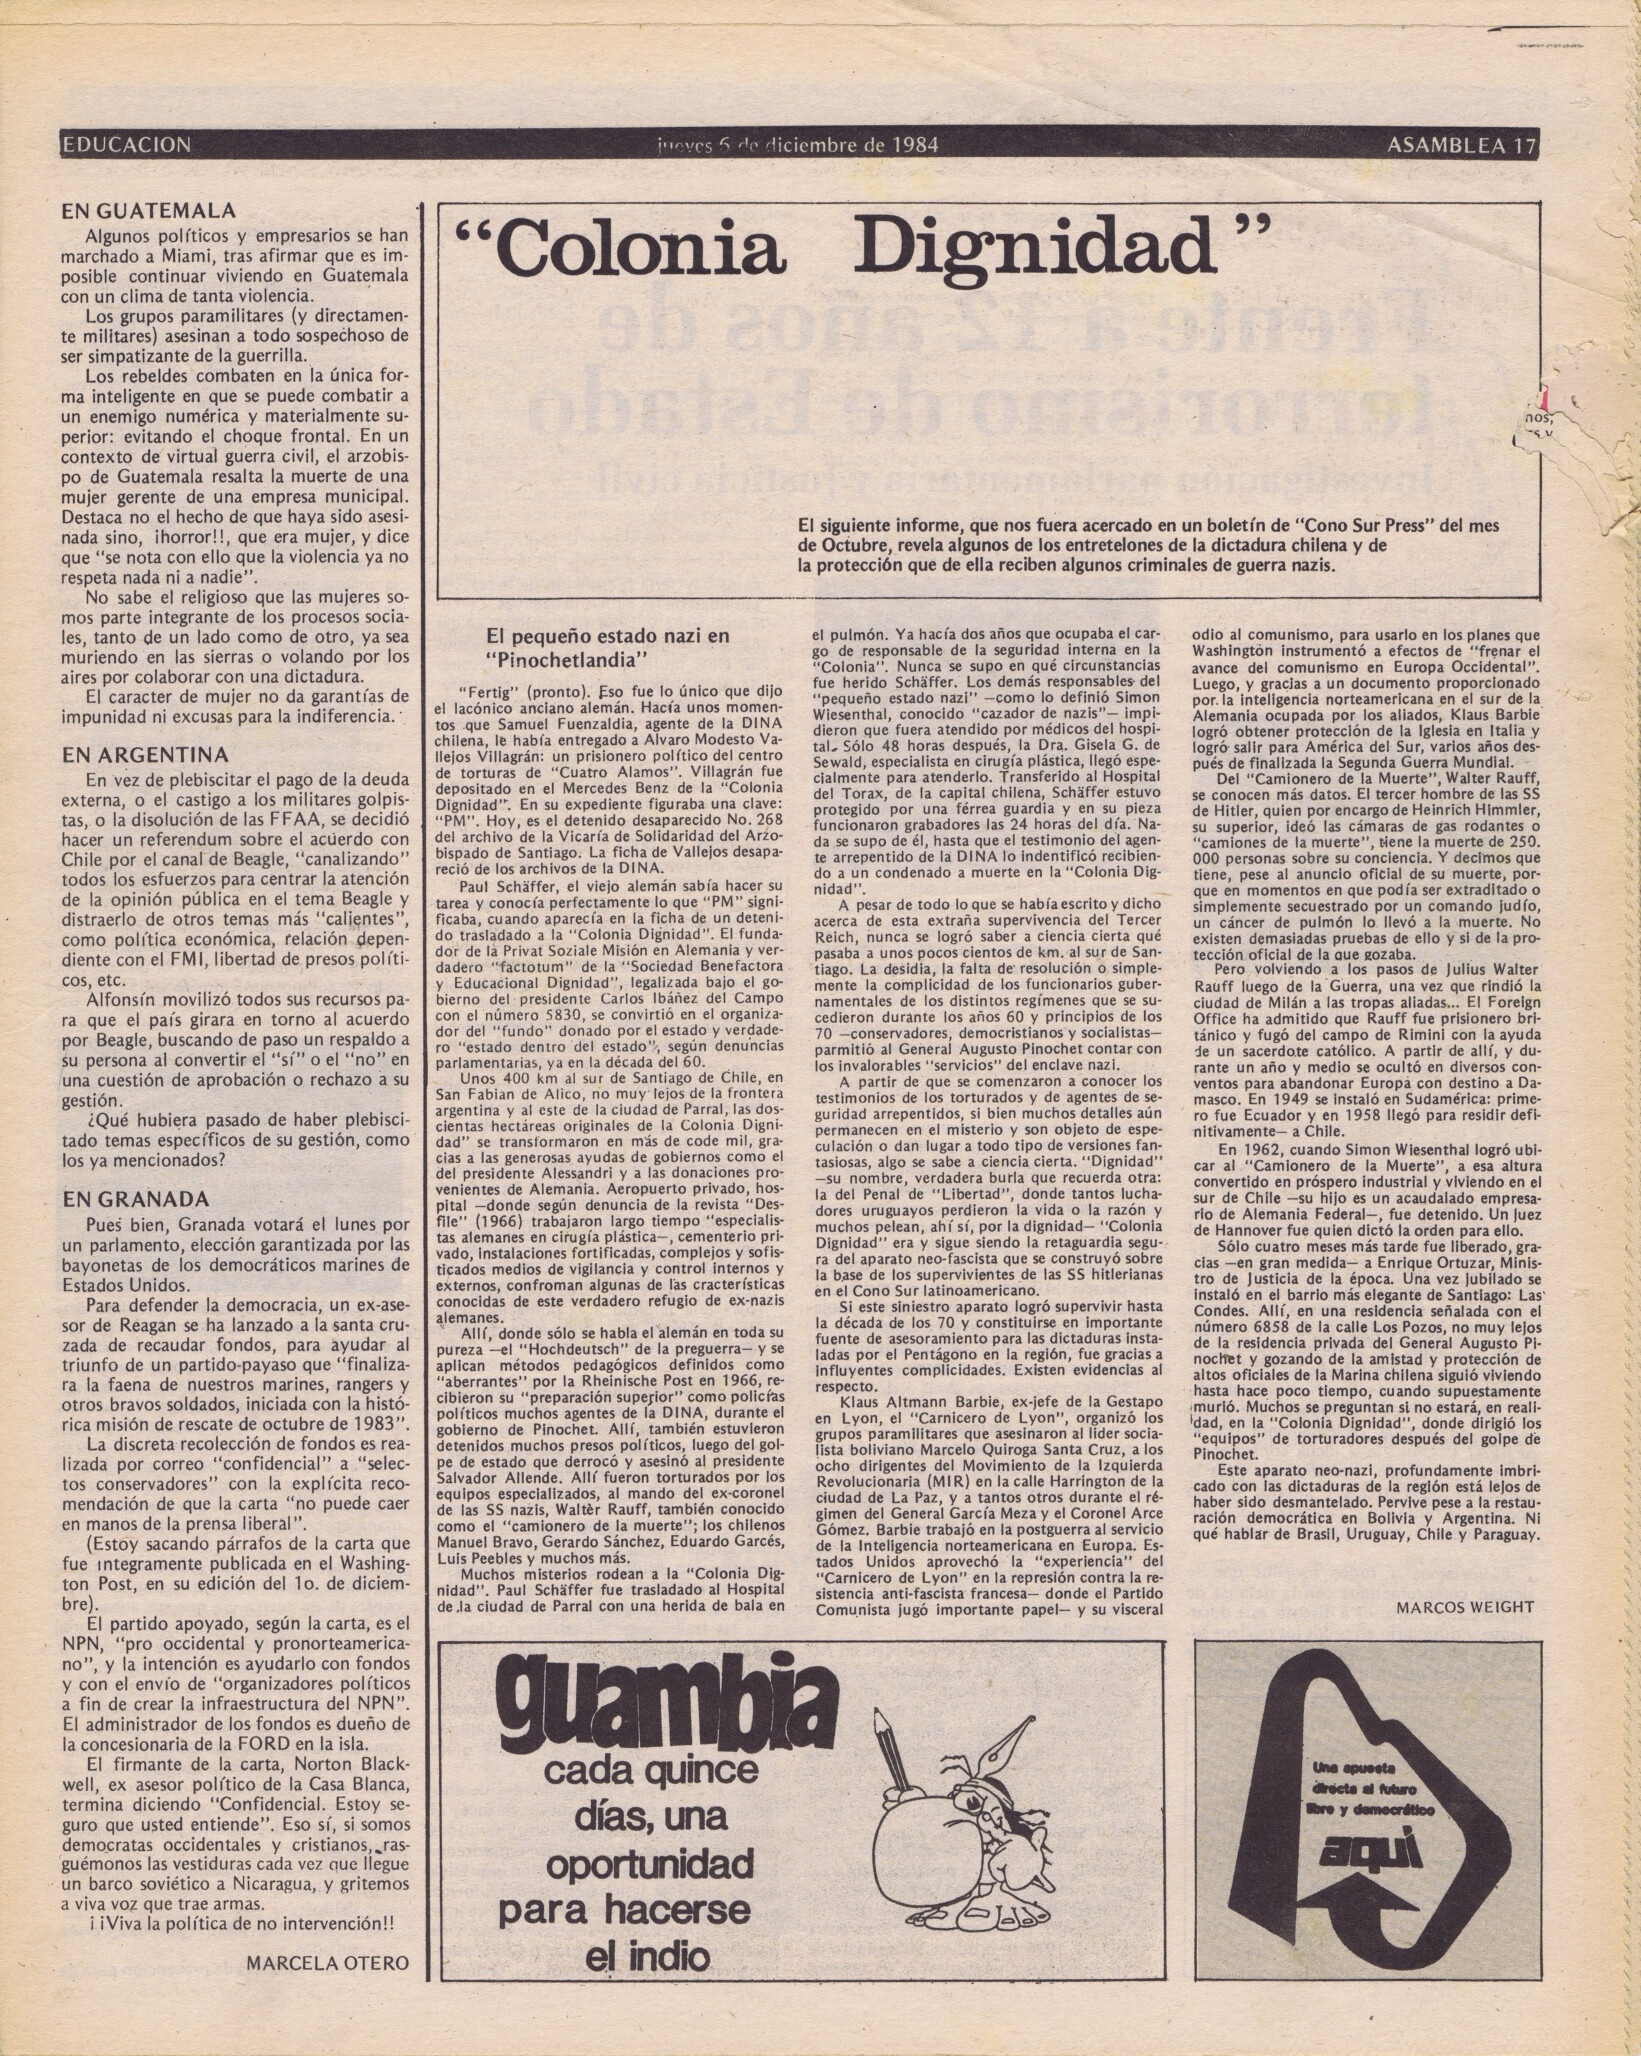 EDUCACION
jueves 6 de diciembre de 1984
ASAMBLEA 17
EN GUATEMALA
Algunos políticos y empresarios se han
marchado a Miami, tras afirmar que es im-
posible continuar viviendo en Guatemala
con un clima de tanta violencia.
Los grupos paramilitares (y directamen-
te militares) asesinan a todo sospechoso de
ser simpatizante de la guerrilla.
Los rebeldes combaten en la única for-
ma inteligente en que se puede combatir a
un enemigo numérica y materialmente su-
perior: evitando el choque frontal. En un
contexto de virtual guerra civil, el arzobis-
po de Guatemala resalta la muerte de una
mujer gerente de una empresa municipal.
Destaca no el hecho de que haya sido asesi-
nada sino, ¡horror!!, que era mujer, y dice
que "se nota con ello que la violencia ya no
respeta nada ni a nadie".
No sabe el religioso que las mujeres so-
mos parte integrante de los procesos socia-
les, tanto de un lado como de otro, ya sea
muriendo en las sierras o volando por los
aires por colaborar con una dictadura.
El caracter de mujer no da garantías de
impunidad ni excusas para la indiferencia.
EN ARGENTINA
En vez de plebiscitar el pago de la deuda
externa, o el castigo a los militares golpis-
tas, o la disolución de las FFAA, se decidió
hacer un referendum sobre el acuerdo con
Chile por el canal de Beagle, "canalizando"
todos los esfuerzos para centrar la atención
de la opinión pública en el tema Beagle y
distraerlo de otros temas más "calientes",
como política económica, relación depen-
diente con el FMI, libertad de presos políti-
cos, etc.
Alfonsín movilizó todos sus recursos pa-
ra que el país girara en torno al acuerdo
por Beagle, buscando de paso un respaldo a
su persona al convertir el "sí" o el "no" en
una cuestión de aprobación o rechazo a su
gestión.
¿Qué hubiera pasado de haber plebisci-
tado temas específicos de su gestión, como
los ya mencionados?
EN GRANADA
Pues bien, Granada votará el lunes por
un parlamento, elección garantizada por las
bayonetas de los democráticos marines de
Estados Unidos.
Para defender la democracia, un ex-ase-
sor de Reagan se ha lanzado a la santa cru-
zada de recaudar fondos, para ayudar al
triunfo de un partido-payaso que "finaliza-
ra la faena de nuestros marines, rangers y
otros bravos soldados, iniciada con la histó-
rica misión de rescate de octubre de 1983".
La discreta recolección de fondos es rea-
lizada por correo "confidencial" a "selec-
tos conservadores" con la explícita reco-
mendación de que la carta "no puede caer
en manos de la prensa liberal".
(Estoy sacando párrafos de la carta que
fue integramente publicada en el Washing-
ton Post, en su edición del 1o. de diciem-
bre).
El partido apoyado, según la carta, es el
NPN, "pro occidental y pronorteamerica-
no", y la intención es ayudarlo con fondos
y con el envío de "organizadores políticos
a fin de crear la infraestructura del NPN".
El administrador de los fondos es dueño de
la concesionaria de la FORD en la isla.
El firmante de la carta, Norton Black-
well, ex asesor político de la Casa Blanca,
termina diciendo "Confidencial. Estoy se-
guro que usted entiende". Eso sí, si somos
democratas occidentales y cristianos, ras-
guémonos las vestiduras cada vez que llegue
un barco soviético a Nicaragua, y gritemos
a viva voz que trae armas.
¡¡Viva la política de no intervención!!
MARCELA OTERO
"Colonia Dignidad"
El siguiente informe, que nos fuera acercado en un boletín de "Cono Sur Press" del mes
de Octubre, revela algunos de los entretelones de la dictadura chilena y de
la protección que de ella reciben algunos criminales de guerra nazis.
El pequeño estado nazi en
"Pinochetlandia"
"Fertig" (pronto). Eso fue lo único que dijo
el lacónico anciano alemán. Hacía unos momen-
tos que Samuel Fuenzaldia, agente de la DINA
chilena, le había entregado a Alvaro Modesto Va-
llejos Villagrán: un prisionero político del centro
de torturas de "Cuatro Alamos". Villagrán fue
depositado en el Mercedes Benz de la "Colonia
Dignidad". En su expediente figuraba una clave:
"PM". Hoy, es el detenido desaparecido No. 268
del archivo de la Vicaría de Solidaridad del Arzo-
bispado de Santiago. La ficha de Vallejos desapa-
reció de los archivos de la DINA.
Paul Schäffer, el viejo alemán sabía hacer su
tarea y conocía perfectamente lo que "PM" signi-
ficaba, cuando aparecía en la ficha de un deteni-
do trasladado a la "Colonia Dignidad". El funda-
dor de la Privat Soziale Misión en Alemania y ver-
dadero "factotum" de la "Sociedad Benefactora
y Educacional Dignidad", legalizada bajo el go-
bierno del presidente Carlos Ibáñez del Campo
con el número 5830, se convirtió en el organiza-
dor del "fundo" donado por el estado y verdade-
ro "estado dentro del estado", según denuncias
parlamentarias, ya en la década del 60.
Unos 400 km al sur de Santiago de Chile, en
San Fabian de Alico, no muy lejos de la frontera
argentina y al este de la ciudad de Parral, las dos-
cientas hectáreas originales de la Colonia Digni-
dad" se transformaron en más de code mil, gra-
cias a las generosas ayudas de gobiernos como el
del presidente Alessandri y a las donaciones pro-
venientes de Alemania. Aeropuerto privado, hos-
pital —donde según denuncia de la revista "Des-
file" (1966) trabajaron largo tiempo "especialis-
tas alemanes en cirugía plástica—, cementerio pri-
vado, instalaciones fortificadas, complejos y sofis-
ticados medios de vigilancia y control internos y
externos, confroman algunas de las cracterísticas
conocidas de este verdadero refugio de ex-nazis
alemanes.
Allí, donde sólo se habla el alemán en toda su
pureza —el "Hochdeutsch" de la preguerra— y se
aplican métodos pedagógicos definidos como
"aberrantes" por la Rheinische Post en 1966, re-
cibieron su "preparación superior" como policías
políticos muchos agentes de la DINA, durante el
gobierno de Pinochet. Allí, también estuvieron
detenidos muchos presos políticos, luego del gol-
pe de estado que derrocó y asesinó al presidente
Salvador Allende. Allí fueron torturados por los
equipos especializados, al mando del ex-coronel
de las SS nazis, Walter Rauff, también conocido
como el "camionero de la muerte"; los chilenos
Manuel Bravo, Gerardo Sánchez, Eduardo Garcés,
Luis Peebles y muchos más.
Muchos misterios rodean a la "Colonia Dig-
nidad". Paul Schäffer fue trasladado al Hospital
de la ciudad de Parral con una herida de bala en
el pulmón. Ya hacía dos años que ocupaba el car-
go de responsable de la seguridad interna en la
"Colonia". Nunca se supo en qué circunstancias
fue herido Schäffer. Los demás responsables del
"pequeño estado nazi" —como lo definió Simon
Wiesenthal, conocido "cazador de nazis"— impi-
dieron que fuera atendido por médicos del hospi-
tal. Sólo 48 horas después, la Dra. Gisela G. de
Sewald, especialista en cirugía plástica, llegó espe-
cialmente para atenderlo. Transferido al Hospital
del Torax, de la capital chilena, Schäffer estuvo
protegido por una férrea guardia y en su pieza
funcionaron grabadores las 24 horas del día. Na-
da se supo de él, hasta que el testimonio del agen-
te arrepentido de la DINA lo indentificó recibien-
do a un condenado a muerte en la "Colonia Dig-
nidad".
A pesar de todo lo que se había escrito y dicho
acerca de esta extraña supervivencia del Tercer
Reich, nunca se logró saber a ciencia cierta qué
pasaba a unos pocos cientos de km. al sur de San-
tiago. La desidia, la falta de resolución o simple-
mente la complicidad de los funcionarios guber-
namentales de los distintos regímenes que se su-
cedieron durante los años 60 y principios de los
70 —conservadores, democristianos y socialistas—
parmitió al General Augusto Pinochet contar con
los invalorables "servicios" del enclave nazi.
A partir de que se comenzaron a conocer los
testimonios de los torturados y de agentes de se-
guridad arrepentidos, si bien muchos detalles aún
permanecen en el misterio y son objeto de espe-
culación o dan lugar a todo tipo de versiones fan-
tasiosas, algo se sabe a ciencia cierta. "Dignidad"
—su nombre, verdadera burla que recuerda otra:
la del Penal de "Libertad", donde tantos lucha-
dores uruguayos perdieron la vida o la razón y
muchos pelean, ahí sí, por la dignidad— "Colonia
Dignidad" era y sigue siendo la retaguardia segu-
ra del aparato neo-fascista que se construyó sobre
la base de los supervivientes de las SS hitlerianas
en el Cono Sur latinoamericano.
Si este siniestro aparato logró supervivir hasta
la década de los 70 y constituirse en importante
fuente de asesoramiento para las dictaduras insta-
ladas por el Pentágono en la región, fue gracias a
influyentes complicidades. Existen evidencias al
respecto.
Klaus Altmann Barbie, ex-jefe de la Gestapo
en Lyon, el "Carnicero de Lyon", organizó los
grupos paramilitares que asesinaron al lider socia-
lista boliviano Marcelo Quiroga Santa Cruz, a los
ocho dirigentes del Movimiento de la Izquierda
Revolucionaria (MIR) en la calle Harrington de la
ciudad de La Paz, y a tantos otros durante el ré-
gimen del General García Meza y el Coronel Arce
Gómez. Barbie trabajó en la postguerra al servicio
de la Inteligencia norteamericana en Europa. Es-
tados Unidos aprovechó la "experiencia" del
"Carnicero de Lyon" en la represión contra la re-
sistencia anti-fascista francesa— donde el Partido
Comunista jugó importante papel— y su visceral
odio al comunismo, para usarlo en los planes que
Washington instrumentó a efectos de "frenar el
avance del comunismo en Europa Occidental".
Luego, y gracias a un documento proporcionado
por la inteligencia norteamericana en el sur de la
Alemania ocupada por los aliados, Klaus Barbie
logró obtener protección de la Iglesia en Italia y
logró salir para América del Sur, varios años des-
pués de finalizada la Segunda Guerra Mundial.
Del "Camionero de la Muerte", Walter Rauff,
se conocen más datos. El tercer hombre de las SS
de Hitler, quien por encargo de Heinrich Himmler,
su superior, ideó las cámaras de gas rodantes o
"camiones de la muerte", tiene la muerte de 250.
000 personas sobre su conciencia. Y decimos que
tiene, pese al anuncio oficial de su muerte, por-
que en momentos en que podía ser extraditado o
simplemente secuestrado por un comando judío,
un cáncer de pulmón lo llevó a la muerte. No
existen demasiadas pruebas de ello y si de la pro-
tección oficial de la que gozaba.
Pero volviendo a los pasos de Julius Walter
Rauff luego de la Guerra, una vez que rindió la
ciudad de Milán a las tropas aliadas... El Foreign
Office ha admitido que Rauff fue prisionero bri-
tánico y fugó del campo de Rimini con la ayuda
de un sacerdote católico. A partir de allí, y du-
rante un año y medio se ocultó en diversos con-
ventos para abandonar Europa con destino a Da-
masco. En 1949 se instaló en Sudamérica: prime-
ro fue Ecuador y en 1958 llegó para residir defi-
nitivamente— a Chile.
En 1962, cuando Simon Wiesenthal logró ubi-
car al "Camionero de la Muerte", a esa altura
convertido en próspero industrial y viviendo en el
sur de Chile —su hijo es un acaudalado empresa-
rio de Alemania Federal—, fue detenido. Un juez
de Hannover fue quien dictó la orden para ello.
Sólo cuatro meses más tarde fue liberado, gra-
cias —en gran medida— a Enrique Ortuzar, Minis-
tro de Justicia de la época. Una vez jubilado se
instaló en el barrio más elegante de Santiago: Las
Condes. Allí, en una residencia señalada con el
número 6858 de la calle Los Pozos, no muy lejos
de la residencia privada del General Augusto Pi-
nochet y gozando de la amistad y protección de
altos oficiales de la Marina chilena siguió viviendo
hasta hace poco tiempo, cuando supuestamente
murió. Muchos se preguntan si no estará, en reali-
dad, en la "Colonia Dignidad", donde dirigió los
"equipos" de torturadores después del golpe de
Pinochet.
Este aparato neo-nazi, profundamente imbri-
cado con las dictaduras de la región está lejos de
haber sido desmantelado. Pervive pese a la restau-
ración democrática en Bolivia y Argentina. Ni
qué hablar de Brasil, Uruguay, Chile y Paraguay.
MARCOS WEIGHT
guambia
cada quince
días, una
oportunidad
para hacerse
el indio
Una apuesta
directa al futuro
libre y democrático
aquí
nos,